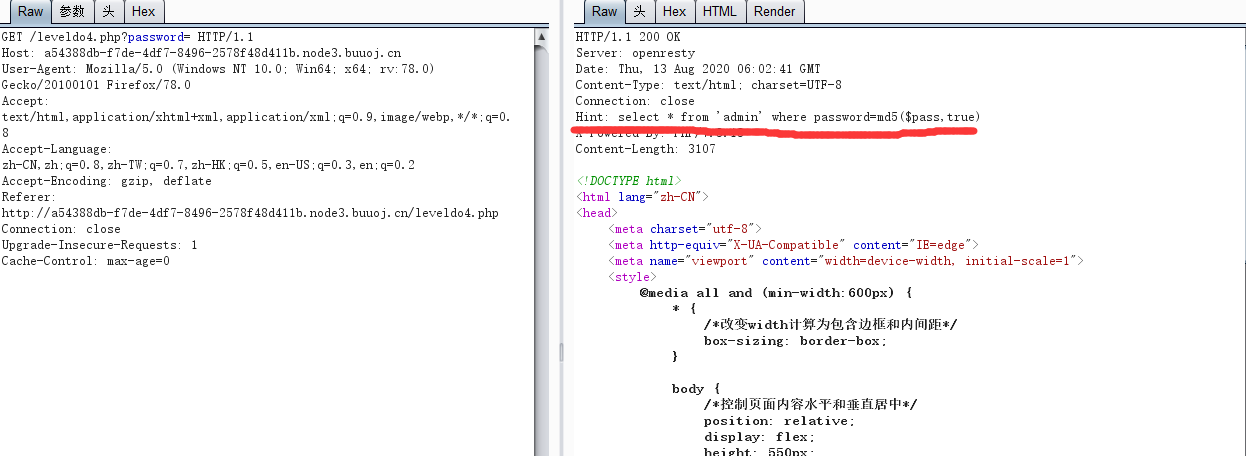 Raw 参数 头 Hex
GET /leveldo4.php?password= HTTP/1.1
Host: a54388db-f7de-4df7-8496-2578f48d411b.node3.buuoj.cn
User-Agent: Mozilla/5.0 (Windows NT 10.0; Win64; x64; rv:78.0)
Gecko/20100101 Firefox/78.0
Accept:
text/html,application/xhtml+xml,application/xml;q=0.9,image/webp,*/*;q=0.
8
Accept-Language:
zh-CN,zh;q=0.8,zh-TW;q=0.7,zh-HK;q=0.5,en-US;q=0.3,en;q=0.2
Accept-Encoding: gzip, deflate
Referer:
http://a54388db-f7de-4df7-8496-2578f48d411b.node3.buuoj.cn/leveldo4.php
Connection: close
Upgrade-Insecure-Requests: 1
Cache-Control: max-age=0
Raw 头 Hex HTML Render
HTTP/1.1 200 OK
Server: openresty
Date: Thu, 13 Aug 2020 06:02:41 GMT
Content-Type: text/html; charset=UTF-8
Connection: close
Hint: select * from 'admin' where password=md5($pass,true)
X-Powered-By:
Content-Length: 3107
<!DOCTYPE html>
<html lang="zh-CN">
<head>
<meta charset="utf-8">
<meta http-equiv="X-UA-Compatible" content="IE=edge">
<meta name="viewport" content="width=device-width, initial-scale=1">
<style>
@media all and (min-width:600px) {
* {
/*改变width计算为包含边框和内间距*/
box-sizing: border-box;
}
body {
/*控制页面内容水平和垂直居中*/
position: relative;
display: flex;
height: 550px;